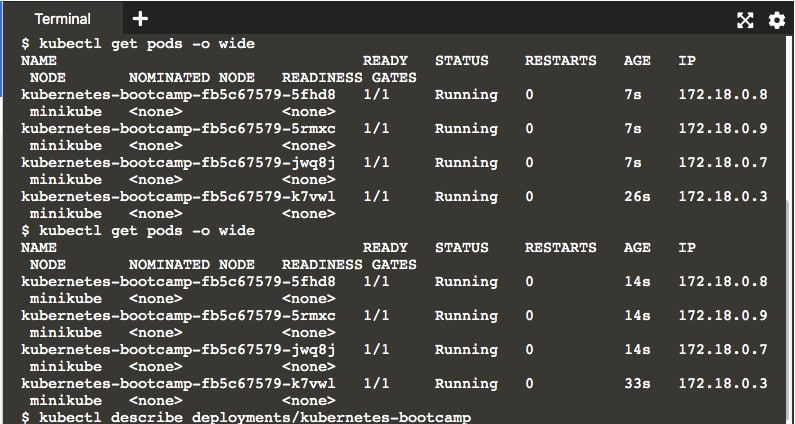 Terminal +
$ kubectl get pods -o wide
NAME READY STATUS RESTARTS AGE IP
NODE NOMINATED NODE READINESS GATES
kubernetes-bootcamp-fb5c67579-5fhd8 1/1 Running 0 7s 172.18.0.8
minikube <none> <none>
kubernetes-bootcamp-fb5c67579-5rmxc 1/1 Running 0 7s 172.18.0.9
minikube <none> <none>
kubernetes-bootcamp-fb5c67579-jwq8j 1/1 Running 0 7s 172.18.0.7
minikube <none> <none>
kubernetes-bootcamp-fb5c67579-k7vwl 1/1 Running 0 26s 172.18.0.3
minikube <none> <none>
$ kubectl get pods -o wide
NAME READY STATUS RESTARTS AGE IP
NODE NOMINATED NODE READINESS GATES
kubernetes-bootcamp-fb5c67579-5fhd8 1/1 Running 0 14s 172.18.0.8
minikube <none> <none>
kubernetes-bootcamp-fb5c67579-5rmxc 1/1 Running 0 14s 172.18.0.9
minikube <none> <none>
kubernetes-bootcamp-fb5c67579-jwq8j 1/1 Running 0 14s 172.18.0.7
minikube <none> <none>
kubernetes-bootcamp-fb5c67579-k7vwl 1/1 Running 0 33s 172.18.0.3
minikube <none> <none>
$ kubectl describe deployments/kubernetes-bootcamp